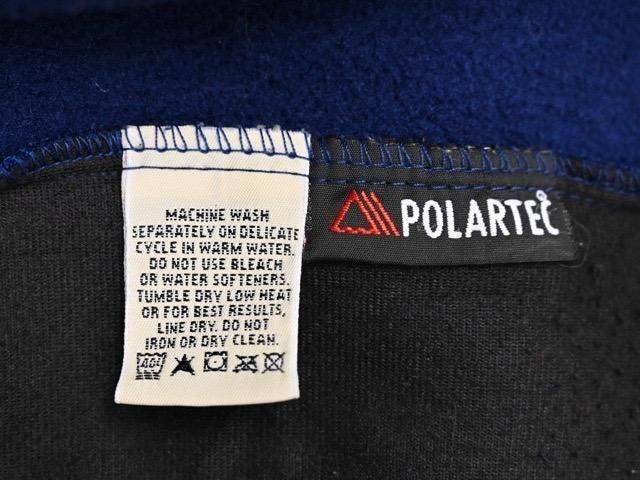 MACHINE WASH
SEPARATELY ON DELICATE
CYCLE IN WARM WATER.
DO NOT USE BLEACH
OR WATER SOFTENERS.
TUMBLE DRY LOW HEAT
OR FOR BEST RESULTS,
LINE DRY. DO NOT
IRON OR DRY CLEAN.
40
POLARTEC